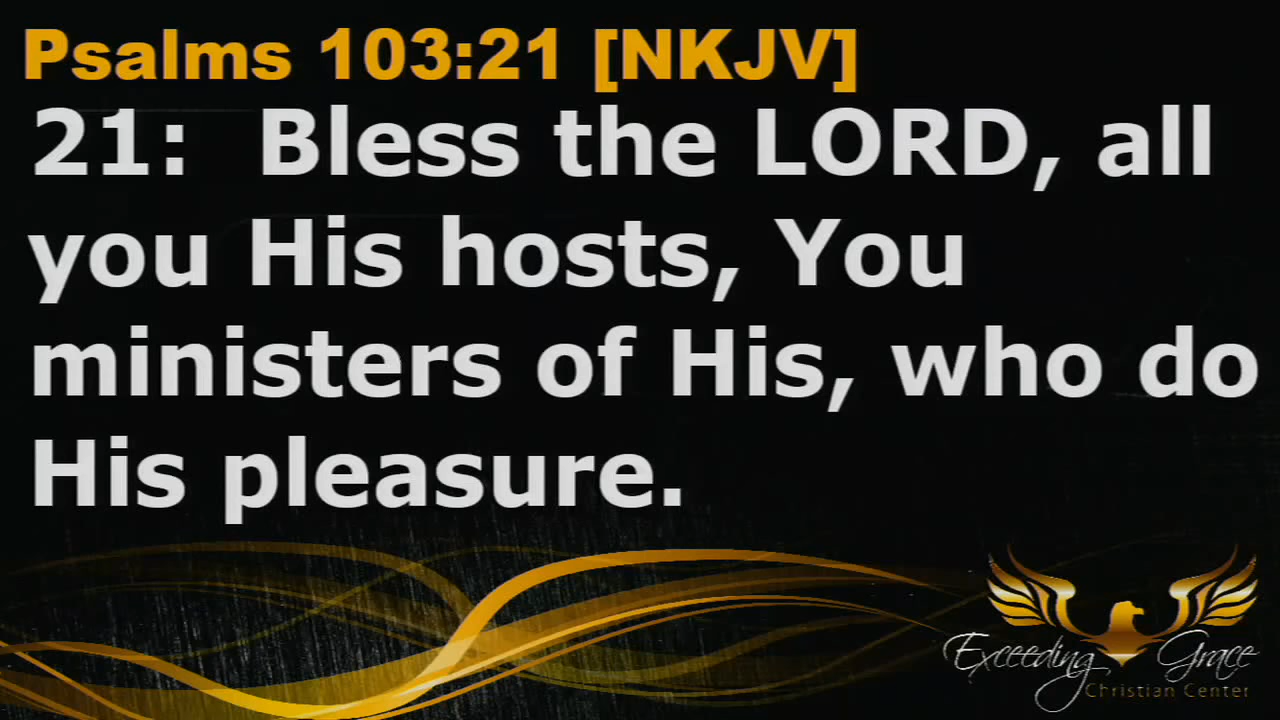 Psalms 103:21 [NKJV]
21:  Bless the LORD, all
you His hosts, You
ministers of His, who do
His pleasure.
Exceeding Grace
Christian Center